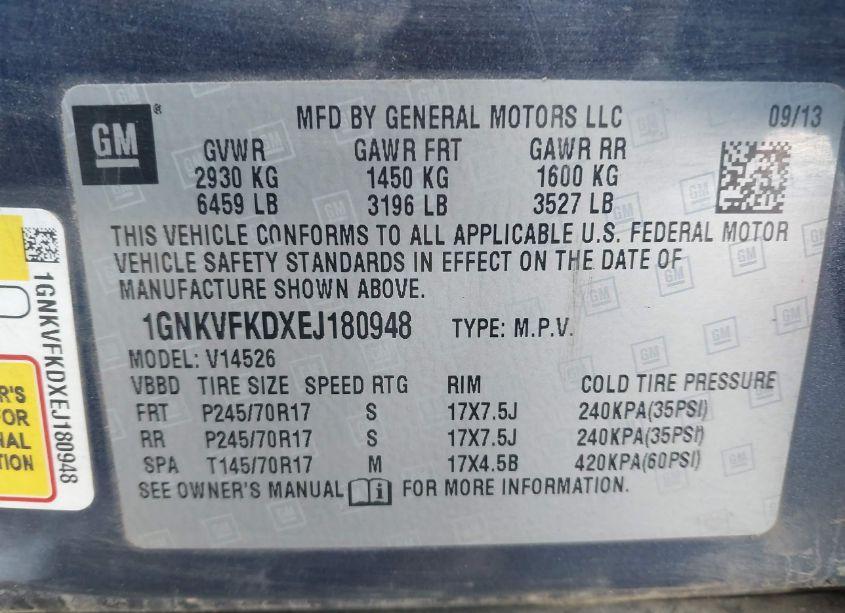 GM
®
MFD BY GENERAL MOTORS LLC 09/13
GVWR GAWR FRT GAWR RR
2930 KG 1450 KG 1600 KG
6459 LB 3196 LB 3527 LB
THIS VEHICLE CONFORMS TO ALL APPLICABLE U.S. FEDERAL MOTOR
VEHICLE SAFETY STANDARDS IN EFFECT ON THE DATE OF
MANUFACTURE SHOWN ABOVE.
1GNKVFKDXEJ180948 TYPE: M.P.V.
MODEL: V14526
VBBD TIRE SIZE SPEED RTG RIM COLD TIRE PRESSURE
FRT P245/70R17 S 17X7.5J 240KPA(35PSI)
RR P245/70R17 S 17X7.5J 240KPA(35PSI)
SPA T145/70R17 M 17X4.5B 420KPA(60PSI)
SEE OWNER'S MANUAL FOR MORE INFORMATION.
1GNKVFKDXEJ180948
R'S
FOR
NAL
TION